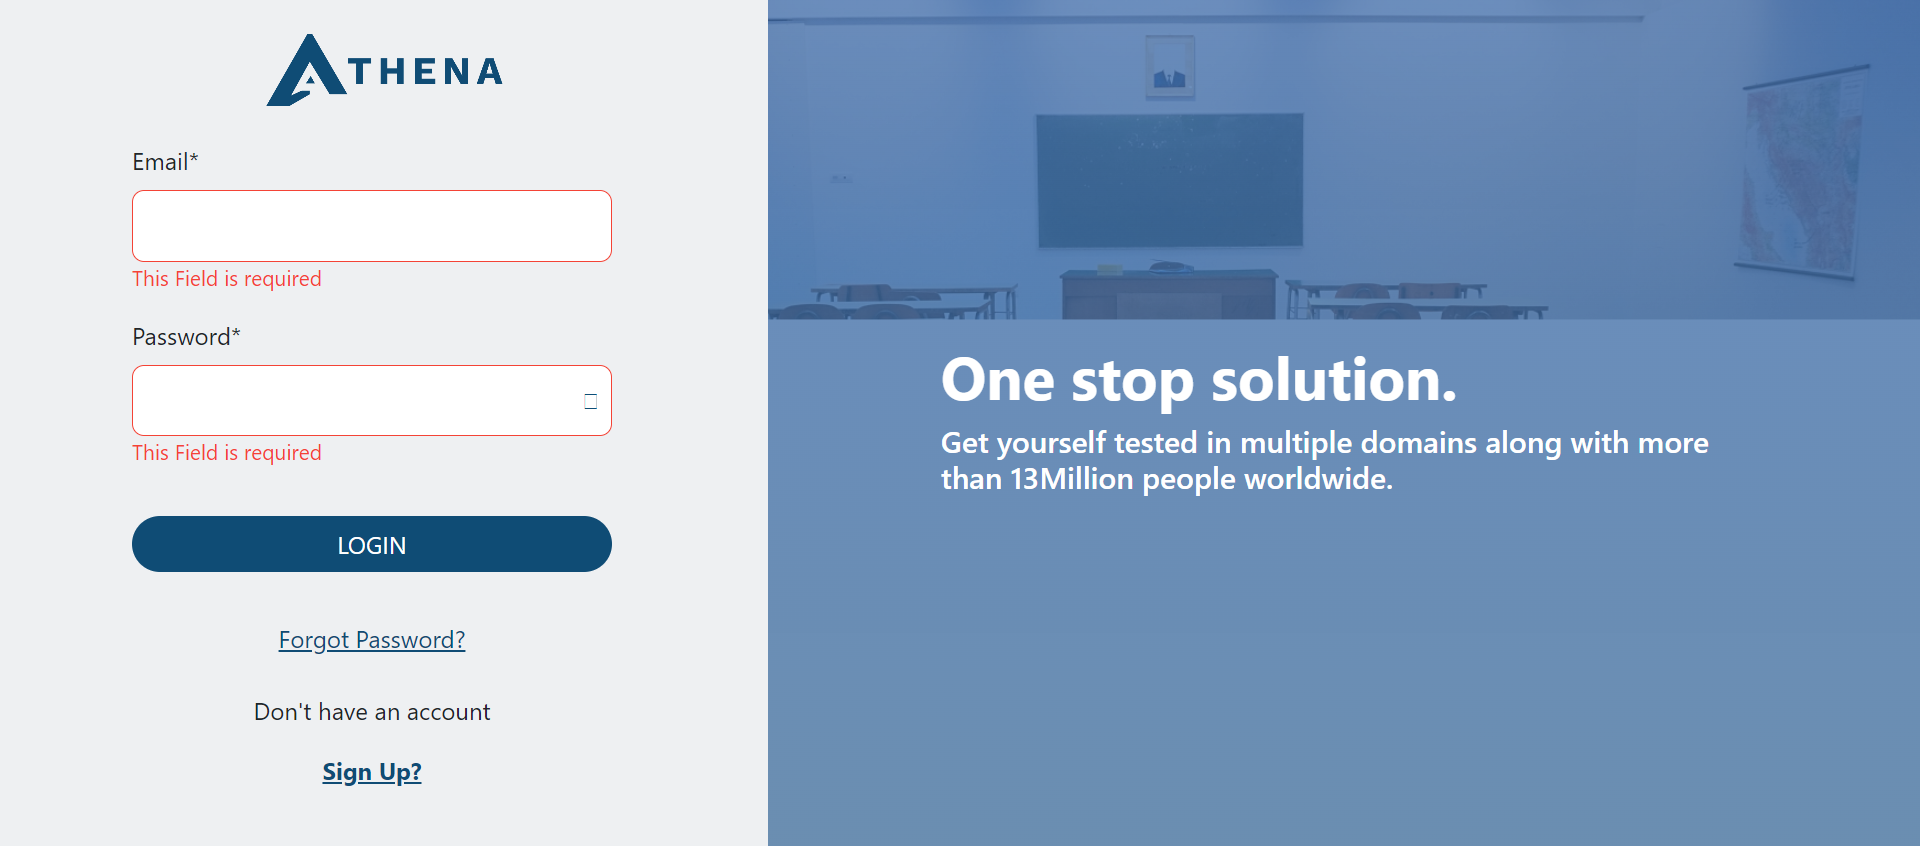 ATHENA
Email*
This Field is required
Password*
This Field is required
LOGIN
Forgot Password?
Don't have an account
Sign Up?
One stop solution.
Get yourself tested in multiple domains along with more
than 13Million people worldwide.